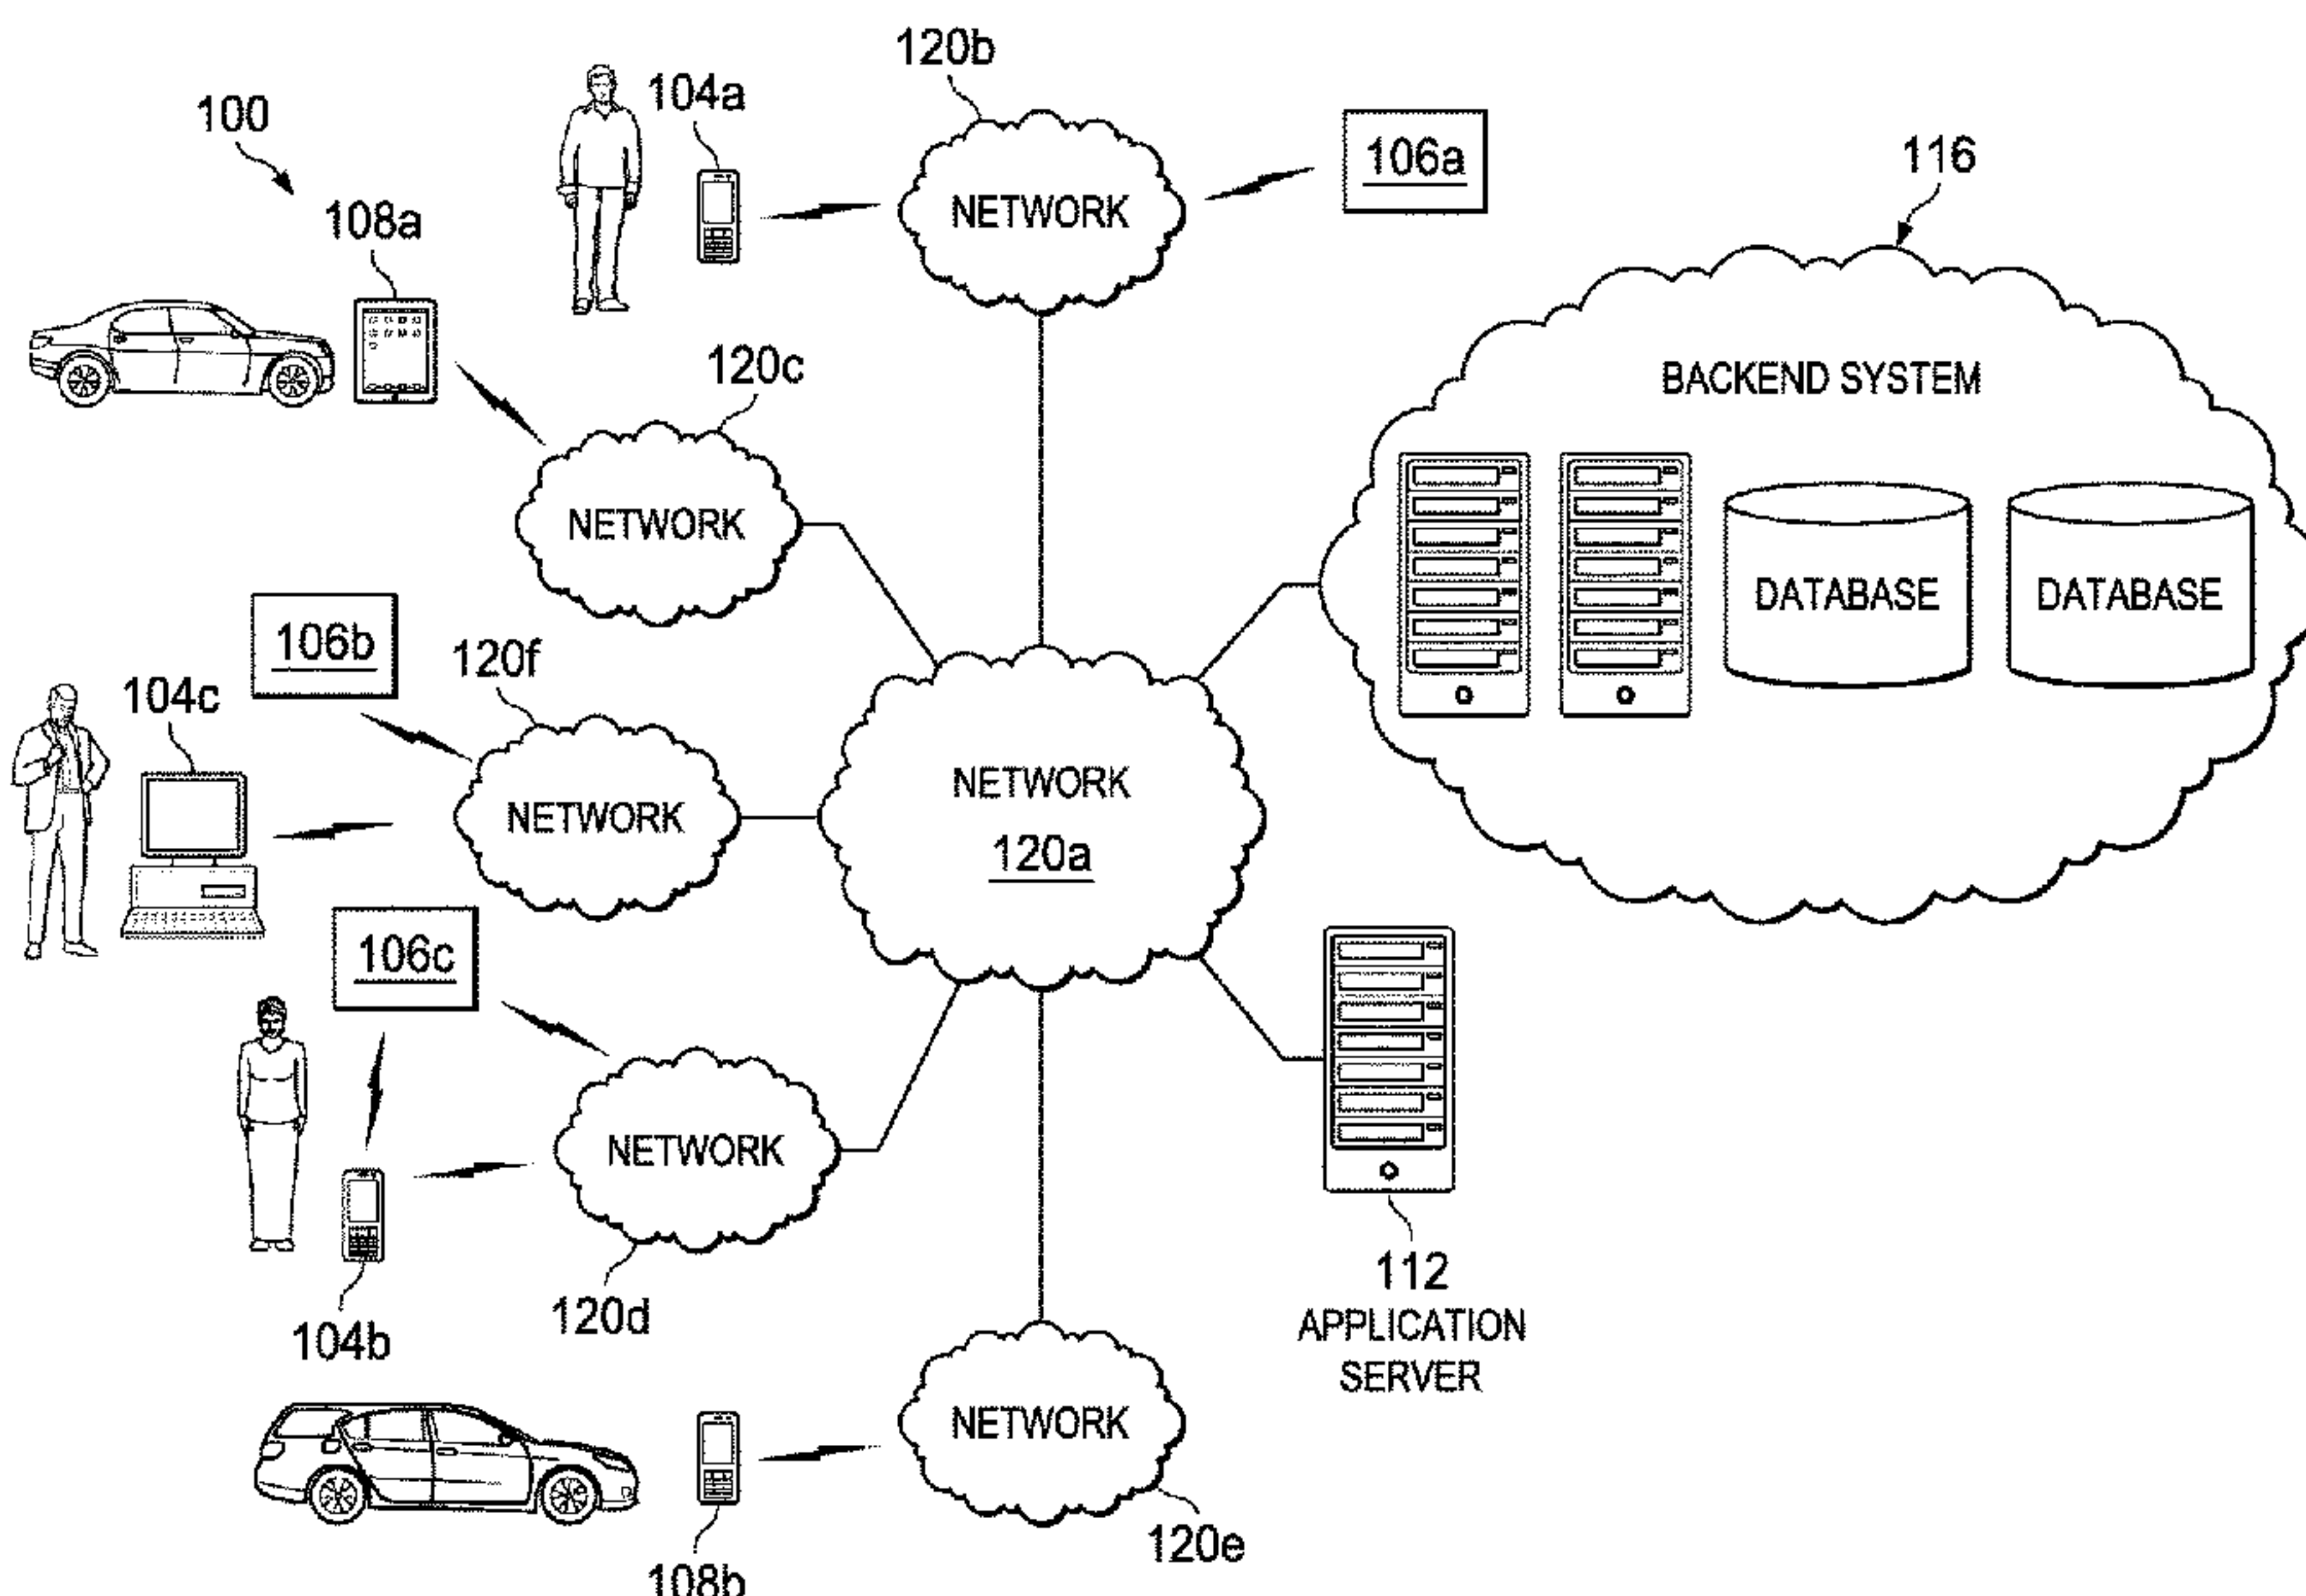 120b
104a
100
106a
116
NETWORK
108a
120c
BACKEND SYSTEM
NETWORK
DATABASE
DATABASE
106b
120f
104c
NETWORK
NETWORK
120a
106c
NETWORK
112
APPLICATION
SERVER
120d
104b
NETWORK
120e
108b